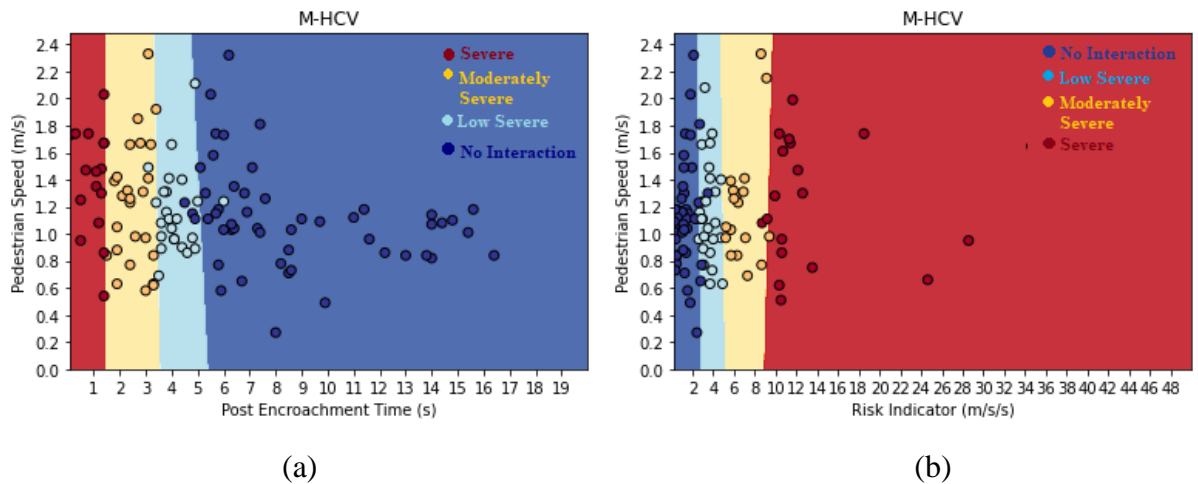 M-HCV
2.4
2.2
2.0
1.8
1.6
1.4
1.2
1.0
0.8
0.6
0.4
0.2
0.0
Pedestrian Speed (m/s)
Severe
Moderately
Severe
Low Severe
No Interaction
1 2 3 4 5 6 7 8 9 10 11 12 13 14 15 16 17 18 19
Post Encroachment Time (s)
(a)
M-HCV
2.4
2.2
2.0
1.8
1.6
1.4
1.2
1.0
0.8
0.6
0.4
0.2
0.0
Pedestrian Speed (m/s)
No Interaction
Low Severe
Moderately
Severe
Severe
2 4 6 8 10 12 14 16 18 20 22 24 26 28 30 32 34 36 38 40 42 44 46 48
Risk Indicator (m/s/s)
(b)